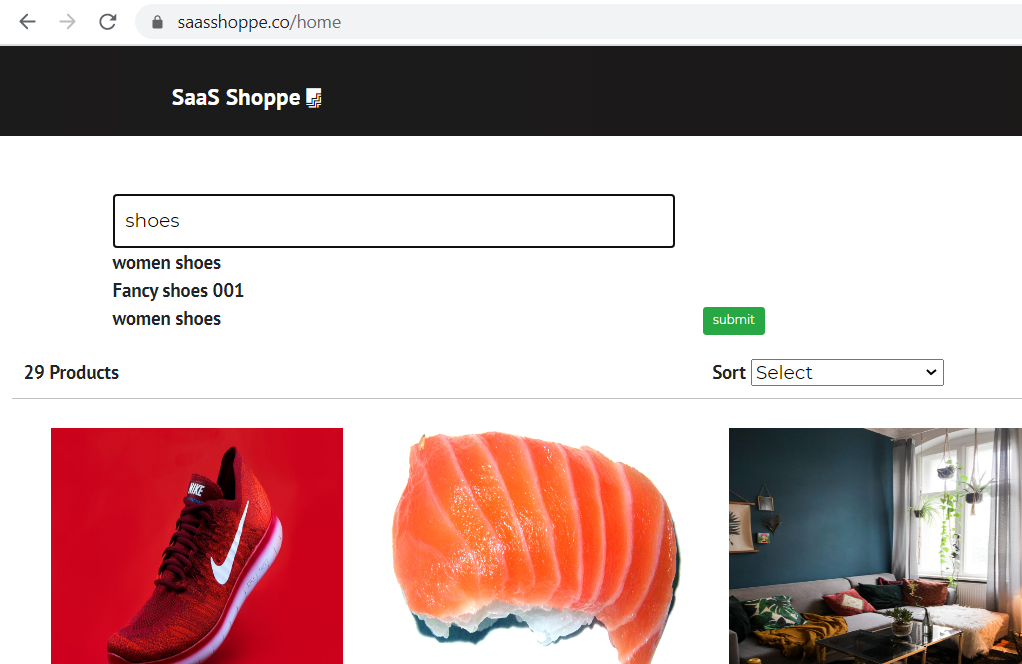 saasshoppe.co/home
SaaS Shoppe
shoes
women shoes
Fancy shoes 001
women shoes
submit
29 Products
Sort Select
NIKE